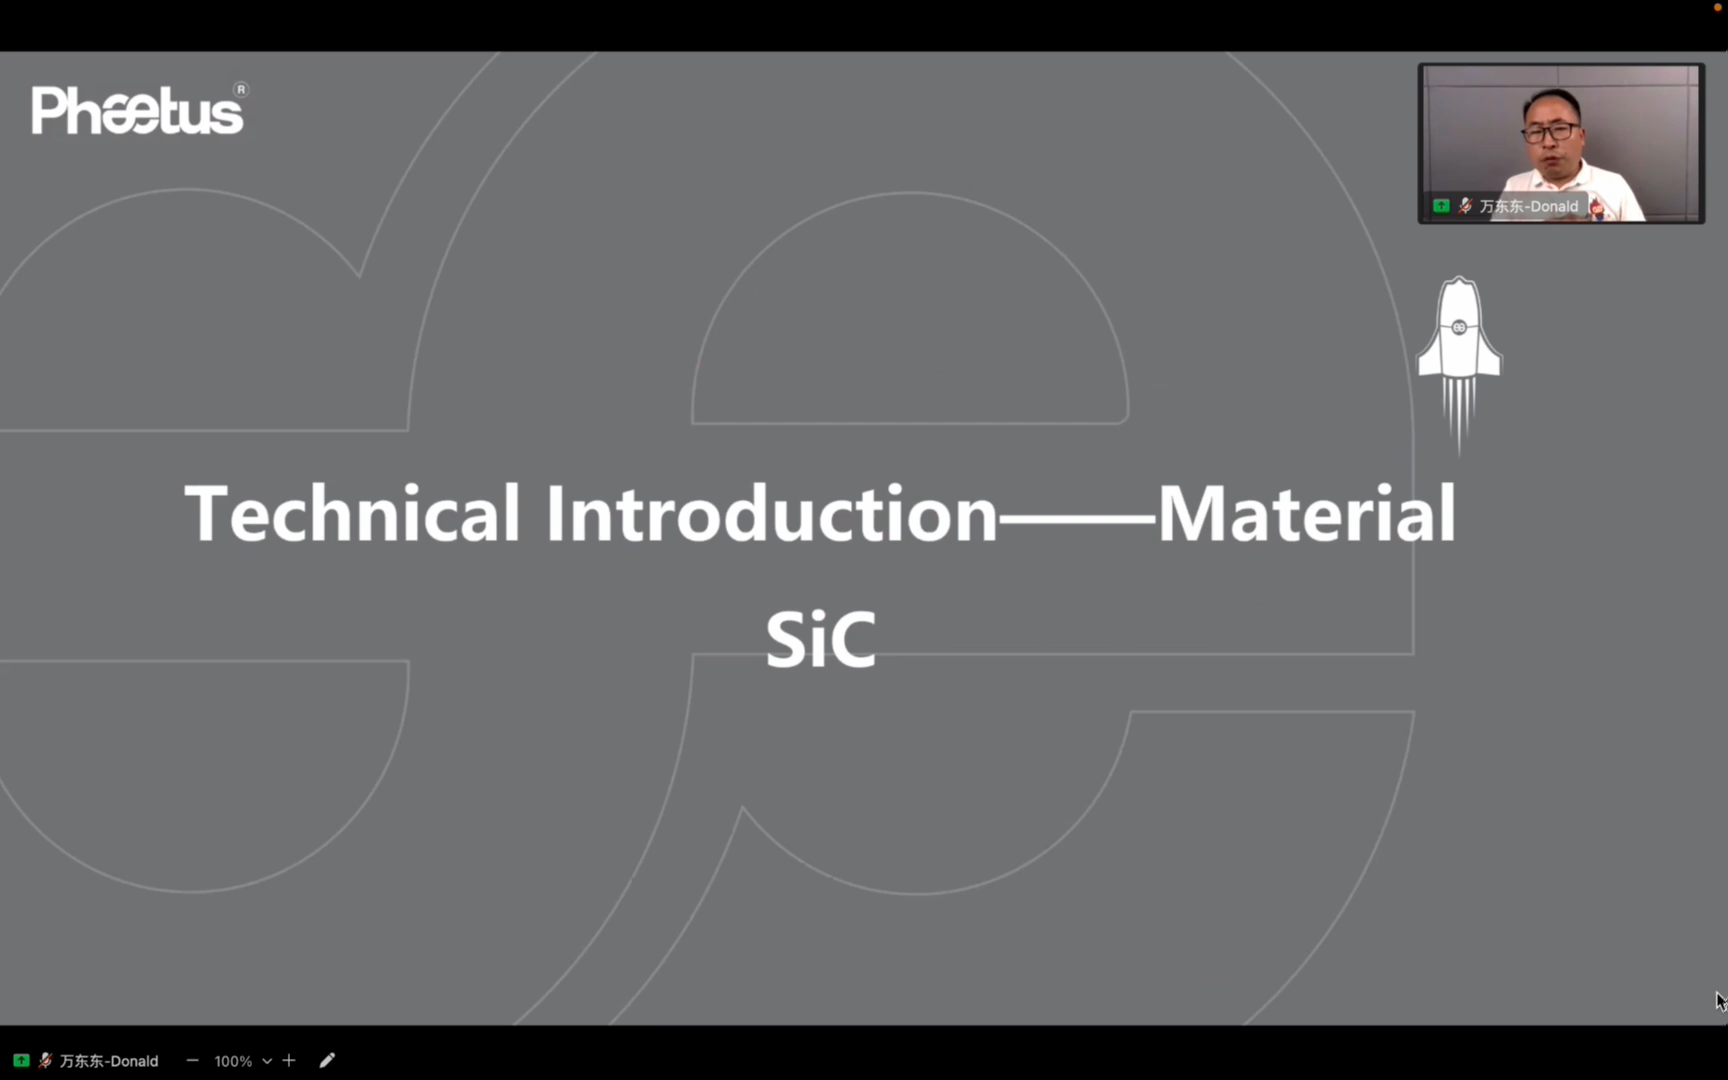 Phaetus®
万东东-Donald
Technical Introduction——Material
SiC
万东东-Donald
100%